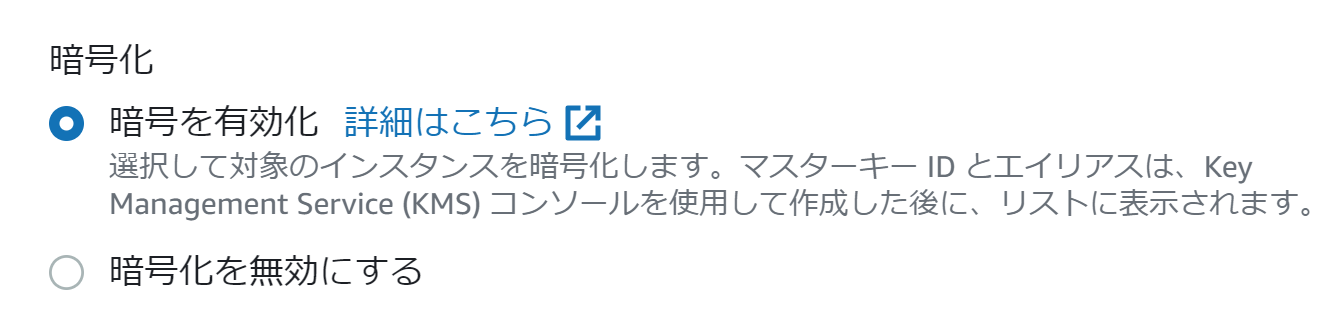 暗号化
暗号を有効化 詳細はこちら
選択して対象のインスタンスを暗号化します。マスターキー ID とエイリアスは、Key
Management Service (KMS) コンソールを使用して作成した後に、リストに表示されます。
暗号化を無効にする